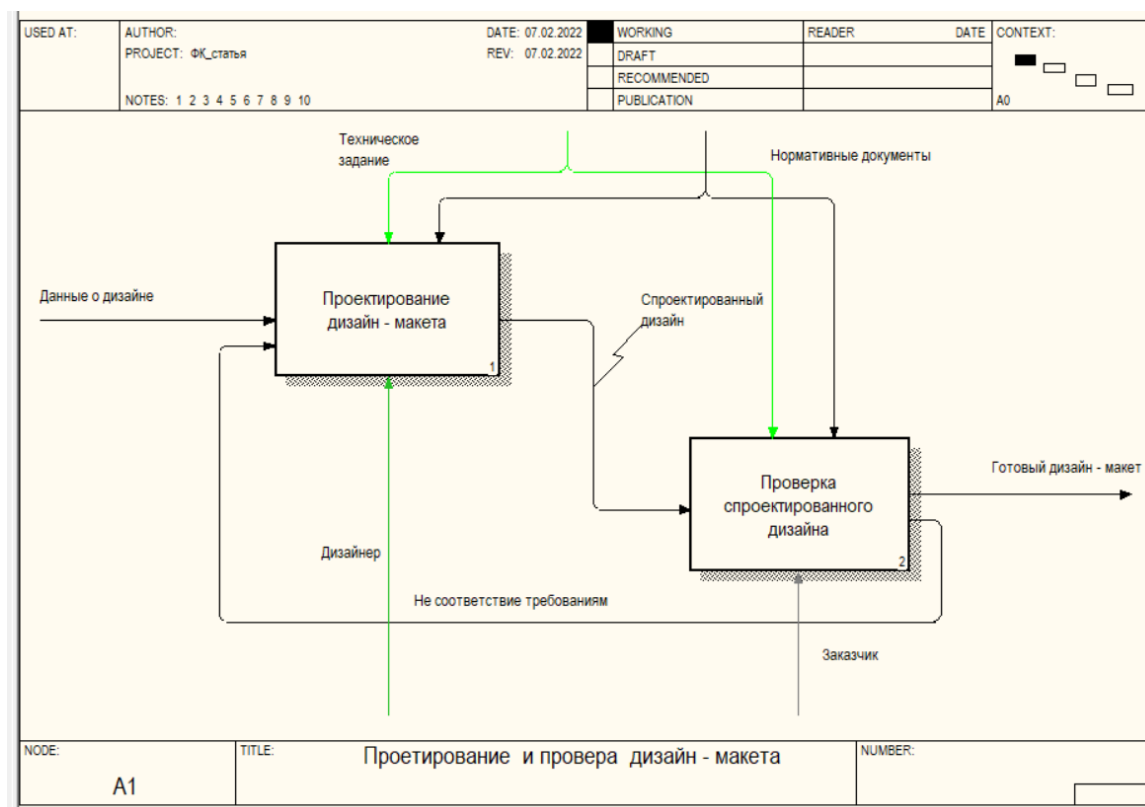 USED AT:
AUTHOR:
DATE: 07.02.2022
WORKING
READER
DATE
CONTEXT:
PROJECT: ФК_статья
REV: 07.02.2022
DRAFT
RECOMMENDED
NOTES: 1 2 3 4 5 6 7 8 9 10
PUBLICATION
A0
Техническое
задание
Нормативные документы
Данные о дизайне
Проектирование
дизайн - макета
1
Спроектированный
дизайн
Проверка
спроектированного
дизайна
2
Готовый дизайн - макет
Дизайнер
Не соответствие требованиям
Заказчик
NODE:
A1
TITLE:
Проетирование и провера дизайн - макета
NUMBER: